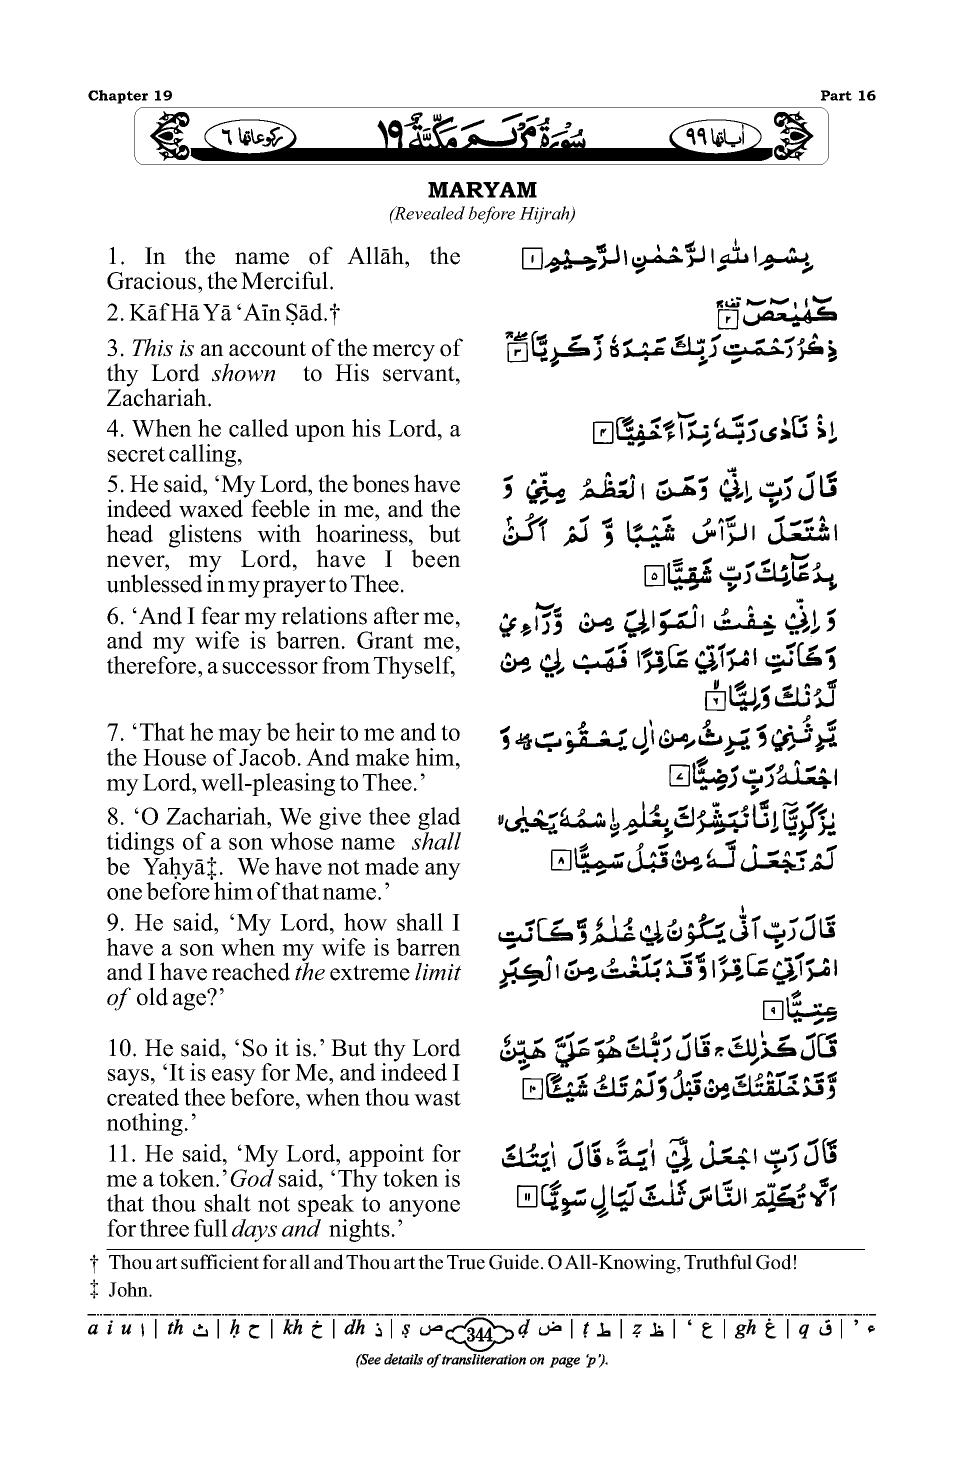 Chapter 19
Part 16
رکوعاتها ٦
سُوْرَةُ مَرْيَمَ مَكِّيَّةٌ ١٩
اٰیاتها ٩٩
MARYAM
(Revealed before Hijrah)
1. In the name of Allāh, the
Gracious, the Merciful.
2. Kāf Hā Yā ‘Aīn Ṣād.†
3. This is an account of the mercy of
thy Lord shown to His servant,
Zachariah.
4. When he called upon his Lord, a
secret calling,
5. He said, ‘My Lord, the bones have
indeed waxed feeble in me, and the
head glistens with hoariness, but
never, my Lord, have I been
unblessed in my prayer to Thee.
6. ‘And I fear my relations after me,
and my wife is barren. Grant me,
therefore, a successor from Thyself,
7. ‘That he may be heir to me and to
the House of Jacob. And make him,
my Lord, well-pleasing to Thee.’
8. ‘O Zachariah, We give thee glad
tidings of a son whose name shall
be Yaḥyā‡. We have not made any
one before him of that name.’
9. He said, ‘My Lord, how shall I
have a son when my wife is barren
and I have reached the extreme limit
of old age?’
10. He said, ‘So it is.’ But thy Lord
says, ‘It is easy for Me, and indeed I
created thee before, when thou wast
nothing.’
11. He said, ‘My Lord, appoint for
me a token.’ God said, ‘Thy token is
that thou shalt not speak to anyone
for three full days and nights.’
بِسْمِ اللّٰهِ الرَّحْمٰنِ الرَّحِيْمِ ١
كٓهٰيٰعٓصٓ ٢
ذِكْرُ رَحْمَتِ رَبِّكَ عَبْدَهٗ زَكَرِيَّا ٣
اِذْ نَادٰى رَبَّهٗ نِدَآءً خَفِيًّا ٤
قَالَ رَبِّ اِنِّيْ وَهَنَ الْعَظْمُ مِنِّيْ وَ
اشْتَعَلَ الرَّاْسُ شَيْبًا وَّ لَمْ اَكُنْۢ
بِدُعَآئِكَ رَبِّ شَقِيًّا ٥
وَ اِنِّيْ خِفْتُ الْمَوَالِيَ مِنْ وَّرَآءِيْ
وَكَانَتِ امْرَاَتِيْ عَاقِرًا فَهَبْ لِيْ مِنْ
لَّدُنْكَ وَلِيًّا ٦
يَّرِثُنِيْ وَ يَرِثُ مِنْ اٰلِ يَعْقُوْبَ ۖ وَ
اجْعَلْهُ رَبِّ رَضِيًّا ٧
يٰزَكَرِيَّآ اِنَّا نُبَشِّرُكَ بِغُلٰمِ ِۨاسْمُهٗ يَحْيٰى ۙ
لَمْ نَجْعَلْ لَّهٗ مِنْ قَبْلُ سَمِيًّا ٨
قَالَ رَبِّ اَنّٰى يَكُوْنُ لِيْ غُلٰمٌ وَّ كَانَتِ
امْرَاَتِيْ عَاقِرًا وَّ قَدْ بَلَغْتُ مِنَ الْكِبَرِ
عِتِيًّا ٩
قَالَ كَذٰلِكَ ۚ قَالَ رَبُّكَ هُوَ عَلَيَّ هَيِّنٌ
وَّ قَدْ خَلَقْتُكَ مِنْ قَبْلُ وَ لَمْ تَكُ شَيْـًٔا ١٠
قَالَ رَبِّ اجْعَلْ لِّيْٓ اٰيَةً ؕ قَالَ اٰيَتُكَ
اَلَّا تُكَلِّمَ النَّاسَ ثَلٰثَ لَيَالٍ سَوِيًّا ١١
† Thou art sufficient for all and Thou art the True Guide. O All-Knowing, Truthful God!
‡ John.
a i u ا | th ث | ḥ ح | kh خ | dh ذ | ṣ ص 344 ḍ ض | ṭ ط | ẓ ظ | ‘ ع | gh غ | q ق | ’ ء
(See details of transliteration on page ‘p’).